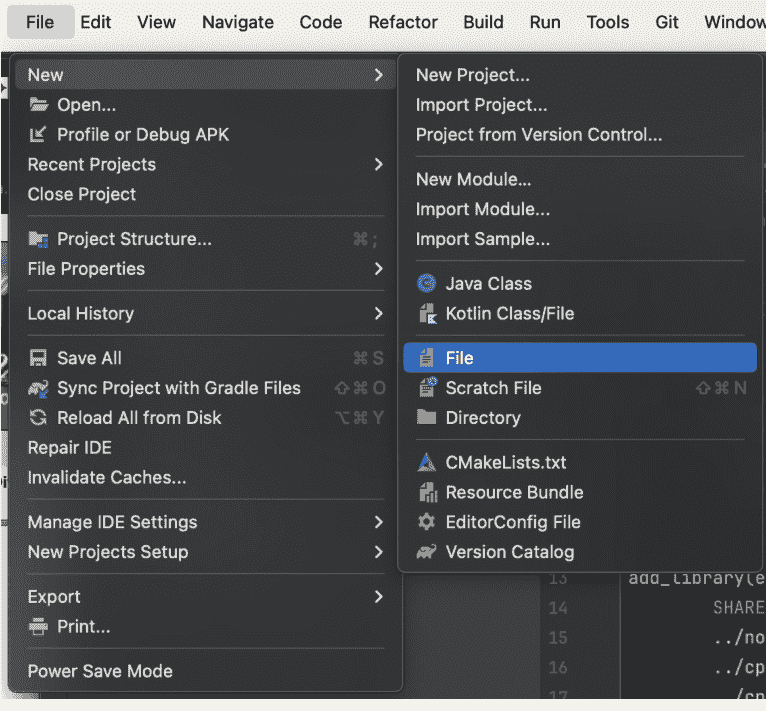 File Edit View Navigate Code Refactor Build Run Tools Git Window
New
Open...
Profile or Debug APK
Recent Projects
Close Project
Project Structure... ⌘ ;
File Properties
Local History
Save All ⌘ S
Sync Project with Gradle Files ⇧ ⌘ O
Reload All from Disk ⌥ ⌘ Y
Repair IDE
Invalidate Caches...
Manage IDE Settings
New Projects Setup
Export
Print...
Power Save Mode
New Project...
Import Project...
Project from Version Control...
New Module...
Import Module...
Import Sample...
Java Class
Kotlin Class/File
File
Scratch File ⇧ ⌘ N
Directory
CMakeLists.txt
Resource Bundle
EditorConfig File
Version Catalog
13 add_library(e
14 SHARE
15 ../no
16 ../cp
17